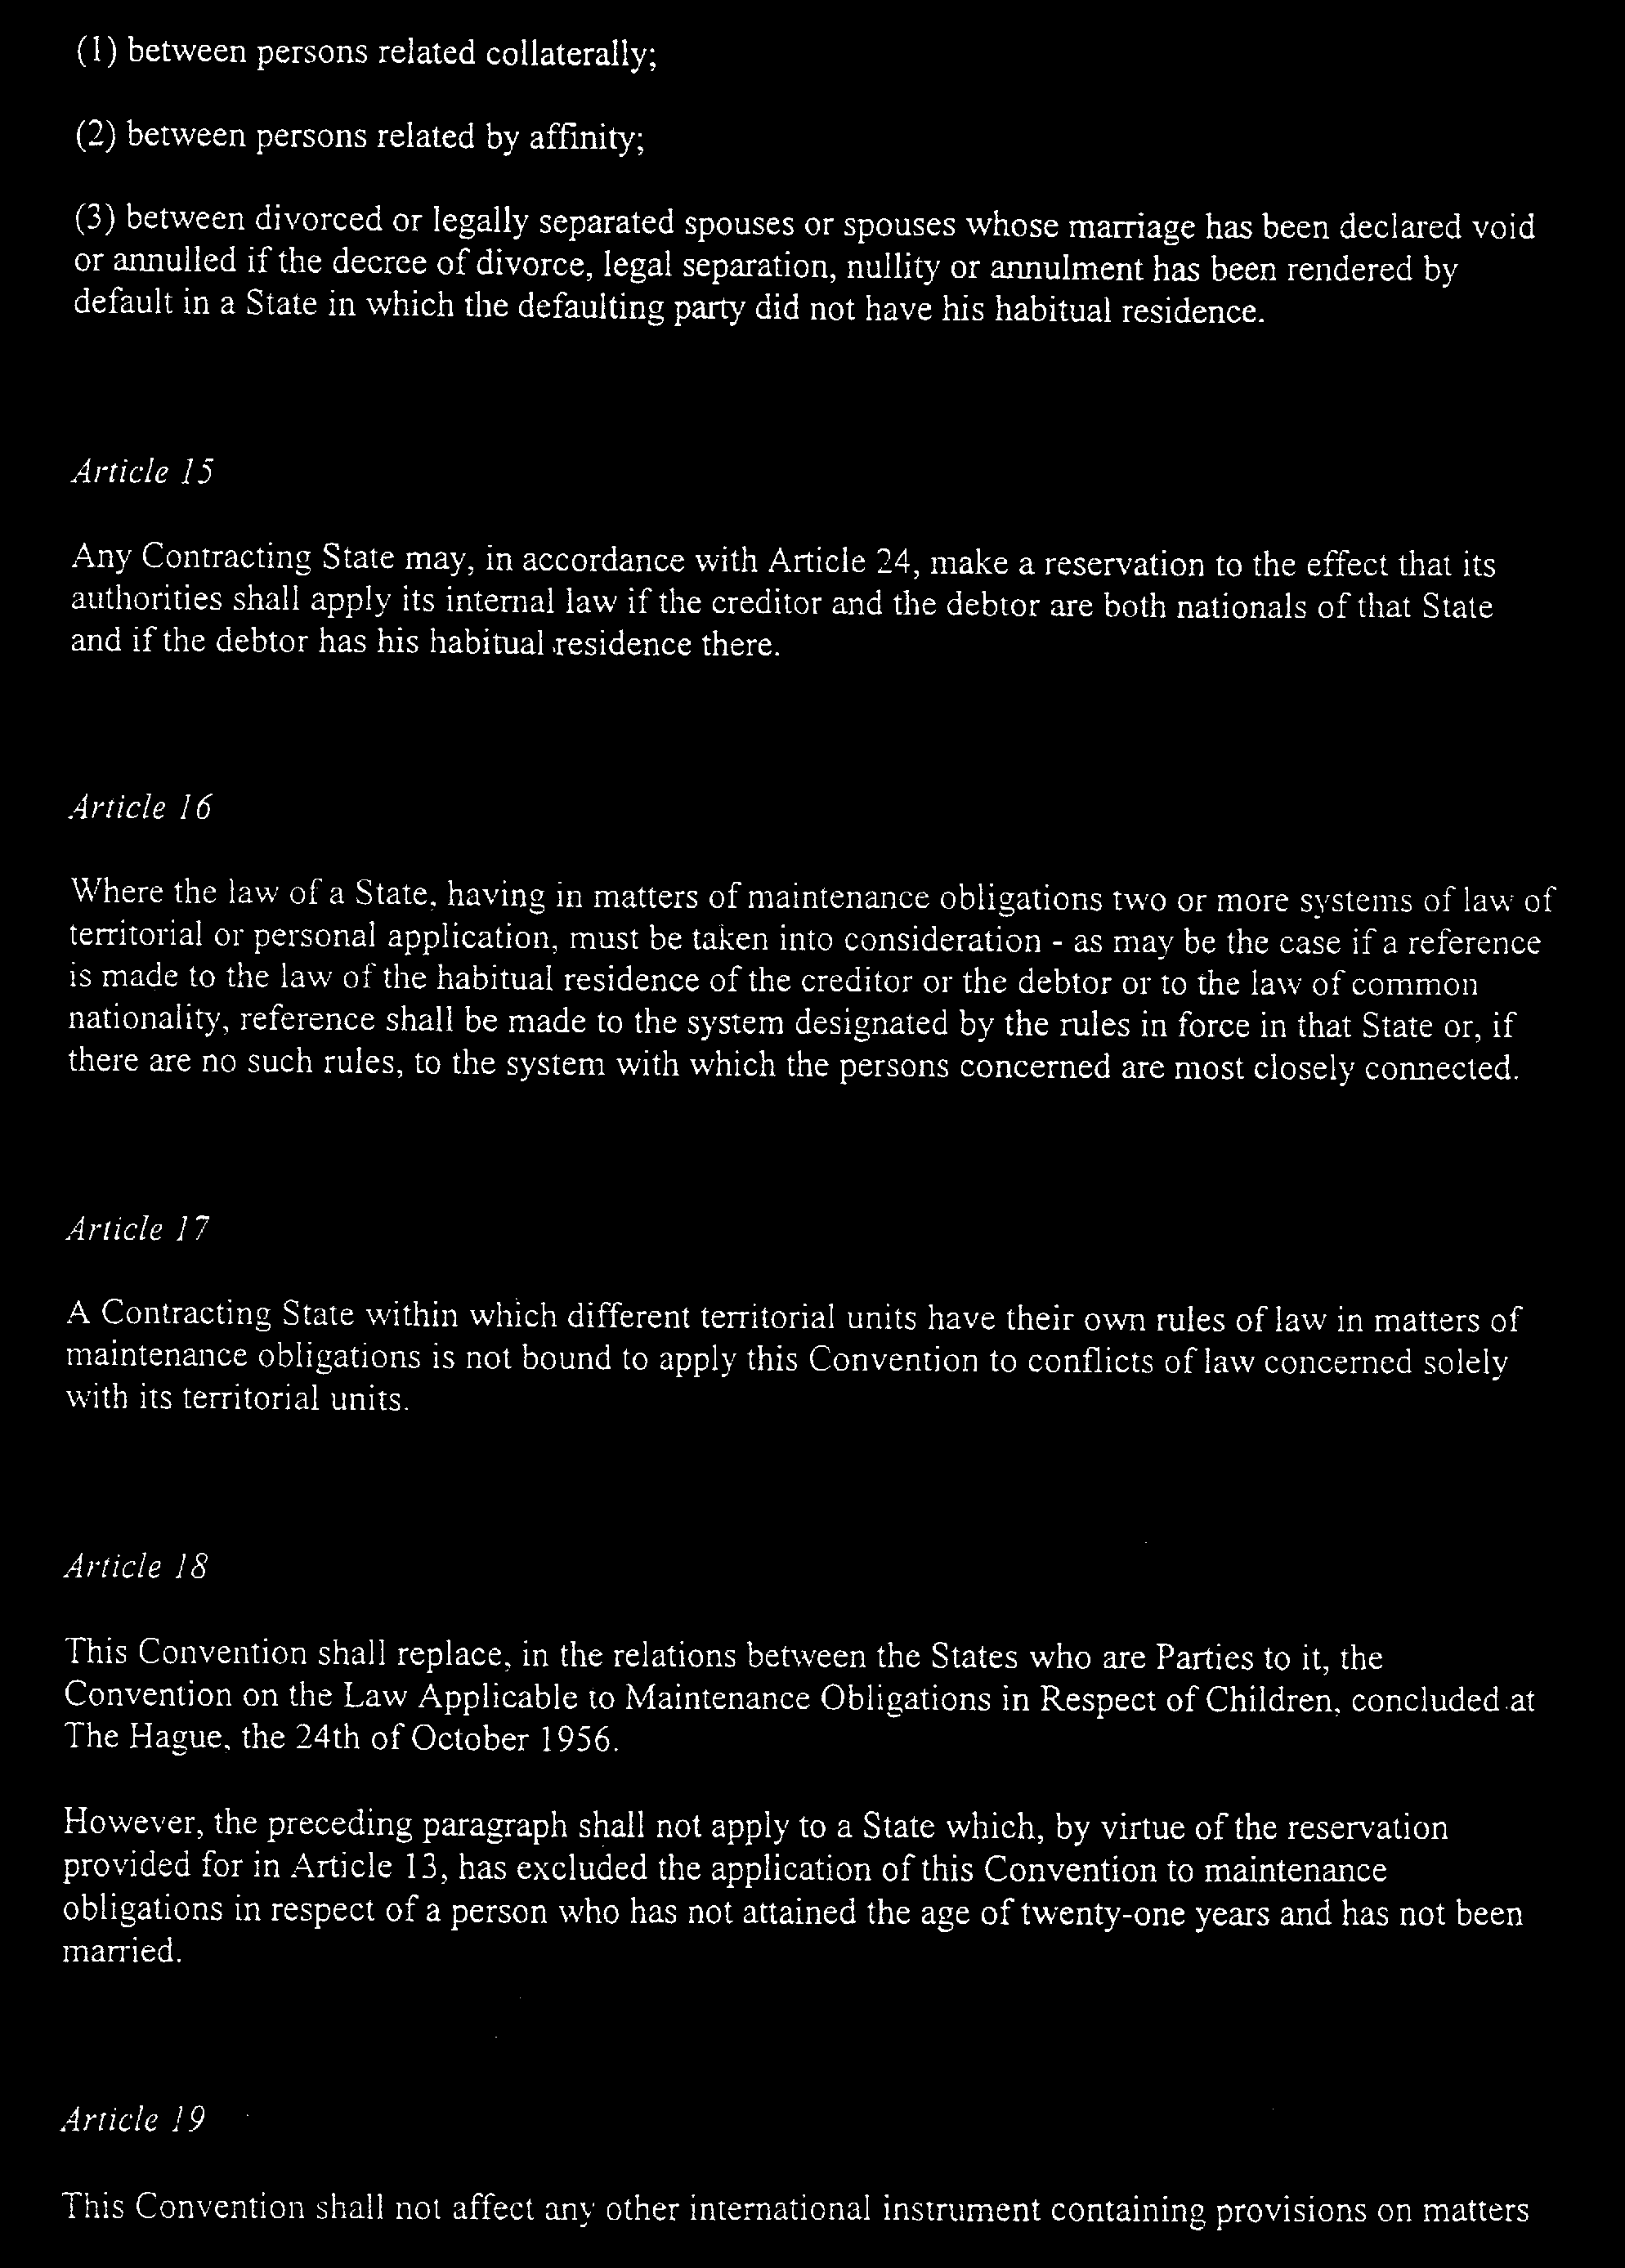 (1) between persons related collaterally;
(2) between persons related by affinity;
(3) between divorced or legally separated spouses or spouses whose marriage has been declared void
or annulled if the decree of divorce, legal separation, nullity or annulment has been rendered by
default in a State in which the defaulting party did not have his habitual residence.
Article 15
Any Contracting State may, in accordance with Article 24, make a reservation to the effect that its
authorities shall apply its internal law if the creditor and the debtor are both nationals of that State
and if the debtor has his habitual residence there.
Article 16
Where the law of a State, having in matters of maintenance obligations two or more systems of law of
territorial or personal application, must be taken into consideration - as may be the case if a reference
is made to the law of the habitual residence of the creditor or the debtor or to the law of common
nationality, reference shall be made to the system designated by the rules in force in that State or, if
there are no such rules, to the system with which the persons concerned are most closely connected.
Article 17
A Contracting State within which different territorial units have their own rules of law in matters of
maintenance obligations is not bound to apply this Convention to conflicts of law concerned solely
with its territorial units.
Article 18
This Convention shall replace, in the relations between the States who are Parties to it, the
Convention on the Law Applicable to Maintenance Obligations in Respect of Children, concluded at
The Hague, the 24th of October 1956.
However, the preceding paragraph shall not apply to a State which, by virtue of the reservation
provided for in Article 13, has excluded the application of this Convention to maintenance
obligations in respect of a person who has not attained the age of twenty-one years and has not been
married.
Article 19
This Convention shall not affect any other international instrument containing provisions on matters